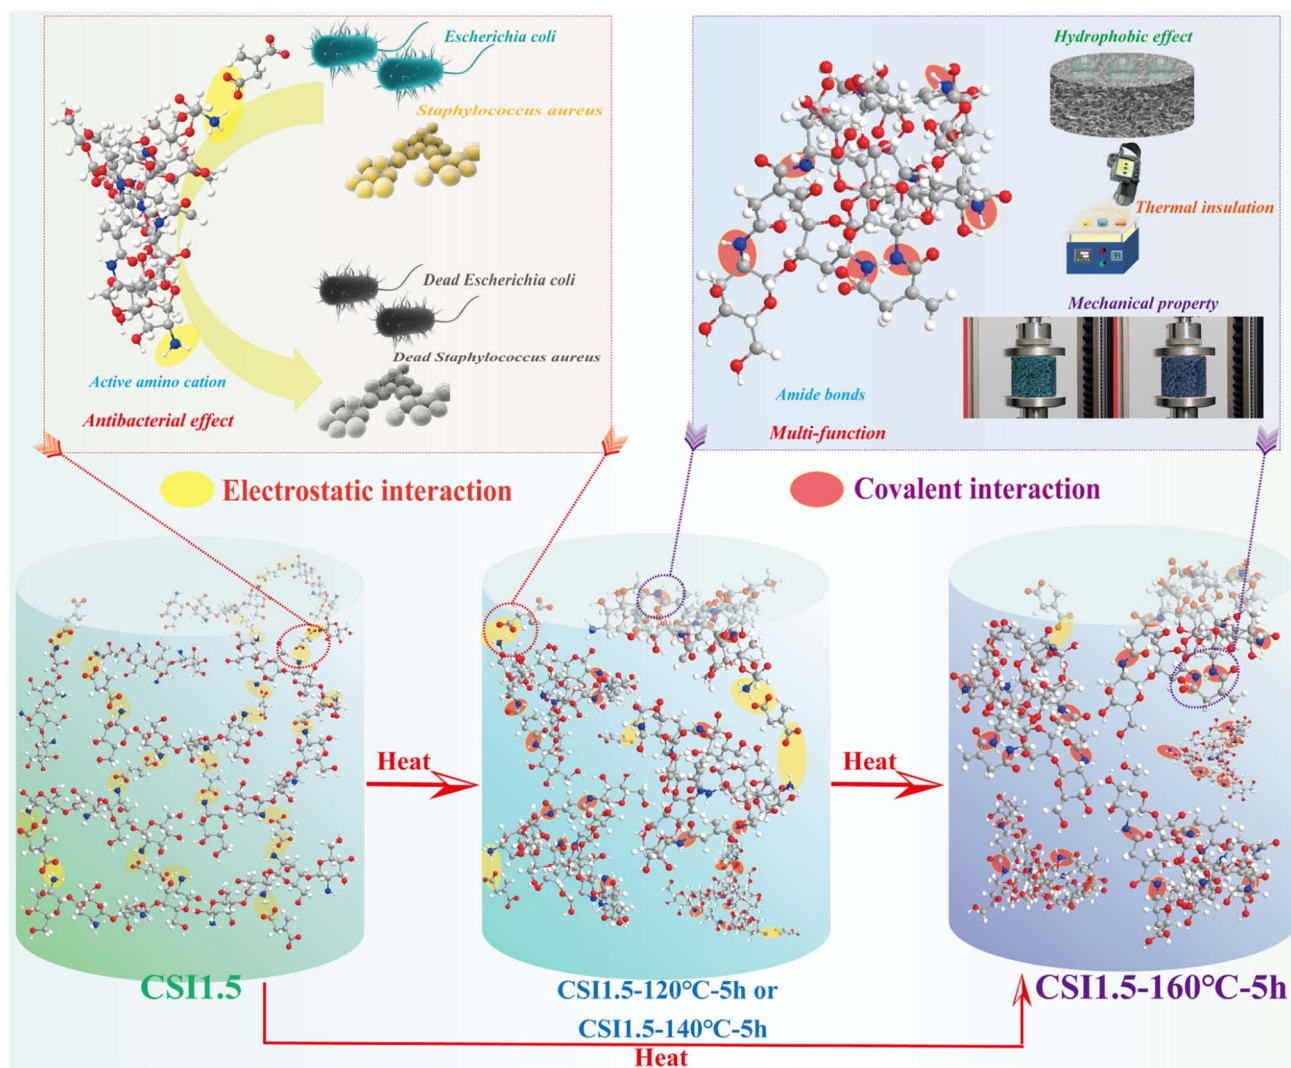 Escherichia coli
Staphylococcus aureus
Dead Escherichia coli
Dead Staphylococcus aureus
Active amino cation
Antibacterial effect
Hydrophobic effect
Thermal insulation
Mechanical property
Amide bonds
Multi-function
Electrostatic interaction
Covalent interaction
Heat
Heat
CSI1.5
CSI1.5-120℃-5h or
CSI1.5-140℃-5h
CSI1.5-160℃-5h
Heat